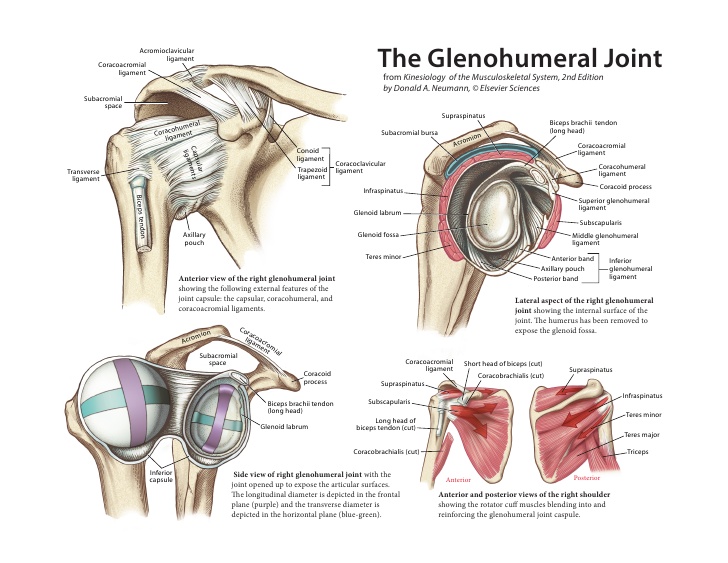 The Glenohumeral Joint
from Kinesiology of the Musculoskeletal System, 2nd Edition
by Donald A. Neumann, © Elsevier Sciences
Acromioclavicular
ligament
Coracoacromial
ligament
Subacromial
space
Coracohumeral
ligament
Capsular
ligaments
Transverse
ligament
Biceps tendon
Conoid
ligament
Trapezoid
ligament
Coracoclavicular
ligament
Axillary
pouch
Anterior view of the right glenohumeral joint
showing the following external features of the
joint capsule: the capsular, coracohumeral, and
coracoacromial ligaments.
Supraspinatus
Subacromial bursa
Acromion
Biceps brachii tendon
(long head)
Coracoacromial
ligament
Coracohumeral
ligament
Coracoid process
Superior glenohumeral
ligament
Subscapularis
Middle glenohumeral
ligament
Infraspinatus
Glenoid labrum
Glenoid fossa
Teres minor
Anterior band
Axillary pouch
Posterior band
Inferior
glenohumeral
ligament
Lateral aspect of the right glenohumeral
joint showing the internal surface of the
joint. The humerus has been removed to
expose the glenoid fossa.
Acromion
Coracoacromial
ligament
Subacromial
space
Coracoid
process
Biceps brachii tendon
(long head)
Glenoid labrum
Inferior
capsule
Side view of right glenohumeral joint with the
joint opened up to expose the articular surfaces.
The longitudinal diameter is depicted in the frontal
plane (purple) and the transverse diameter is
depicted in the horizontal plane (blue-green).
Coracoacromial
ligament
Short head of biceps (cut)
Coracobrachialis (cut)
Supraspinatus
Subscapularis
Long head of
biceps tendon (cut)
Coracobrachialis (cut)
Anterior
Supraspinatus
Infraspinatus
Teres minor
Teres major
Triceps
Posterior
Anterior and posterior views of the right shoulder
showing the rotator cuff muscles blending into and
reinforcing the glenohumeral joint caspule.